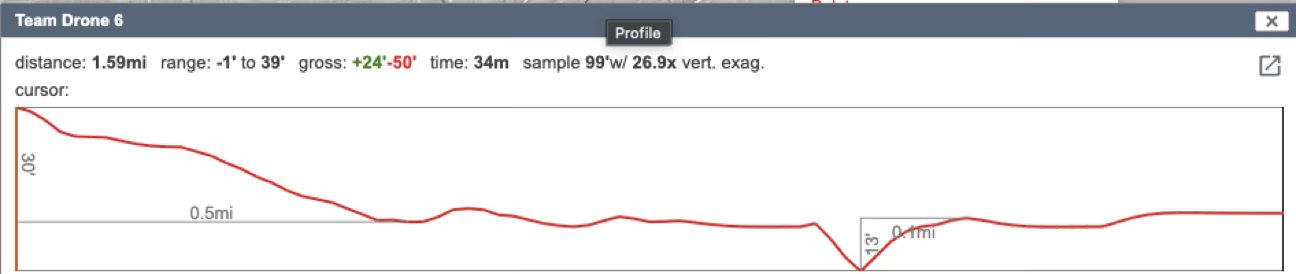 Team Drone 6
Profile
distance: 1.59mi range: -1' to 39' gross: +24'-50' time: 34m sample 99'w/ 26.9x vert. exag.
cursor:
30'
0.5mi
13'
0.1mi